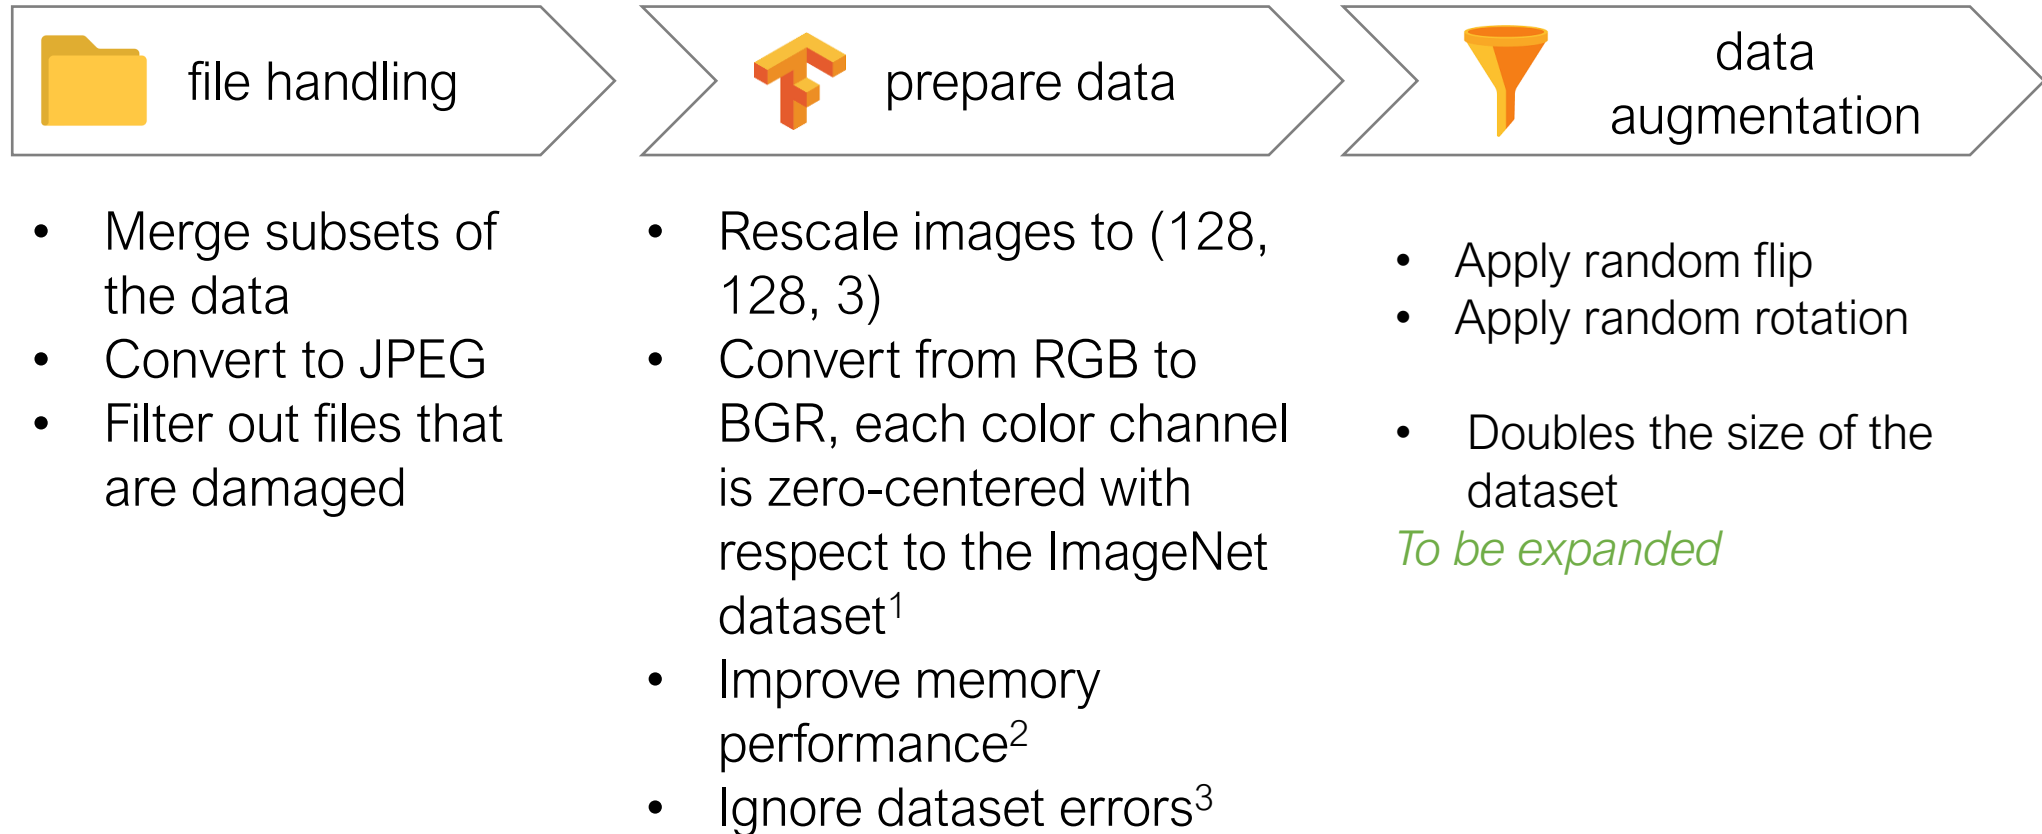 file handling
• Merge subsets of
the data
• Convert to JPEG
• Filter out files that
are damaged
prepare data
• Rescale images to (128,
128, 3)
• Convert from RGB to
BGR, each color channel
is zero-centered with
respect to the ImageNet
dataset¹
• Improve memory
performance²
• Ignore dataset errors³
data
augmentation
• Apply random flip
• Apply random rotation
• Doubles the size of the
dataset
To be expanded